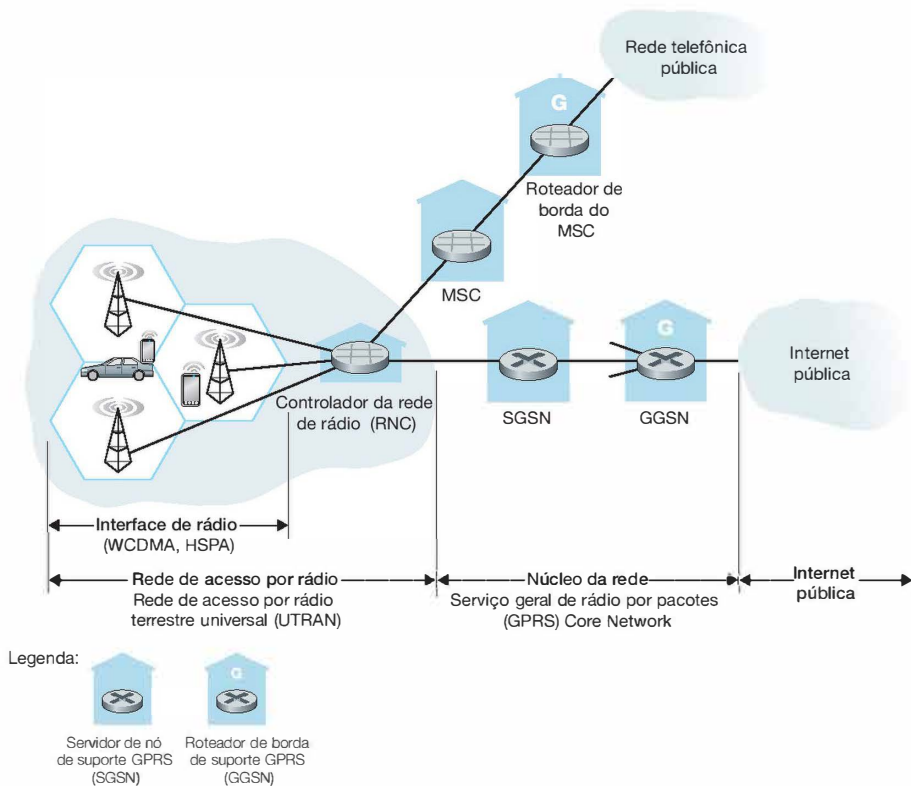 Rede telefônica
pública
G
Roteador de
borda do
MSC
MSC
G
Internet
pública
Controlador da rede
de rádio (RNC)
SGSN
GGSN
Interface de rádio
(WCDMA, HSPA)
Rede de acesso por rádio
Rede de acesso por rádio
terrestre universal (UTRAN)
Núcleo da rede
Serviço geral de rádio por pacotes
(GPRS) Core Network
Internet
pública
Legenda:
G
Servidor de nó
de suporte GPRS
(SGSN)
Roteador de borda
de suporte GPRS
(GGSN)